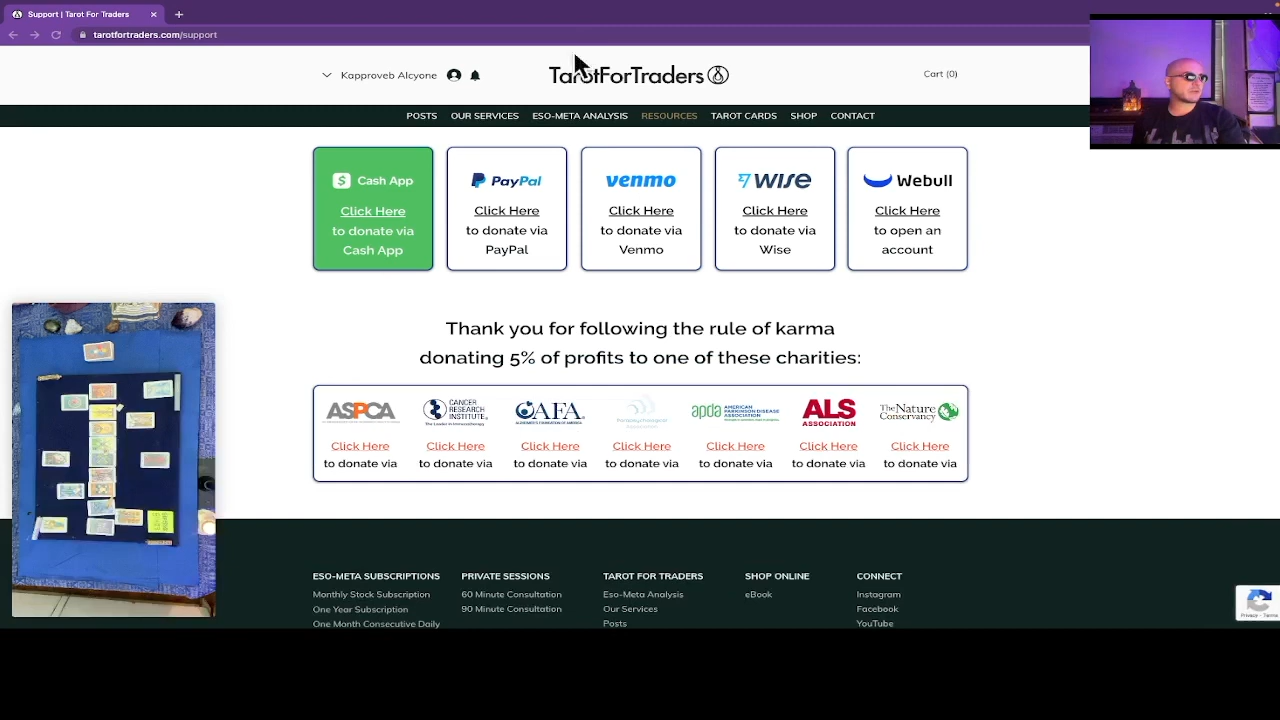 Support | Tarot For Traders
tarotfortraders.com/support
Kapproveb Alcyone
TarotForTraders
Cart (0)
POSTS OUR SERVICES ESO-META ANALYSIS RESOURCES TAROT CARDS SHOP CONTACT
Cash App
Click Here
to donate via
Cash App
PayPal
Click Here
to donate via
PayPal
venmo
Click Here
to donate via
Venmo
WISE
Click Here
to donate via
Wise
Webull
Click Here
to open an
account
Thank you for following the rule of karma
donating 5% of profits to one of these charities:
ASPCA
Click Here
to donate via
CANCER
RESEARCH
INSTITUTE
Click Here
to donate via
AFA
Click Here
to donate via
Click Here
to donate via
apda AMERICAN
PARKINSON DISEASE
ASSOCIATION
Click Here
to donate via
ALS
ASSOCIATION
Click Here
to donate via
The Nature
Conservancy
Click Here
to donate via
ESO-META SUBSCRIPTIONS
Monthly Stock Subscription
One Year Subscription
One Month Consecutive Daily
PRIVATE SESSIONS
60 Minute Consultation
90 Minute Consultation
TAROT FOR TRADERS
Eso-Meta Analysis
Our Services
Posts
SHOP ONLINE
eBook
CONNECT
Instagram
Facebook
YouTube
Privacy - Terms